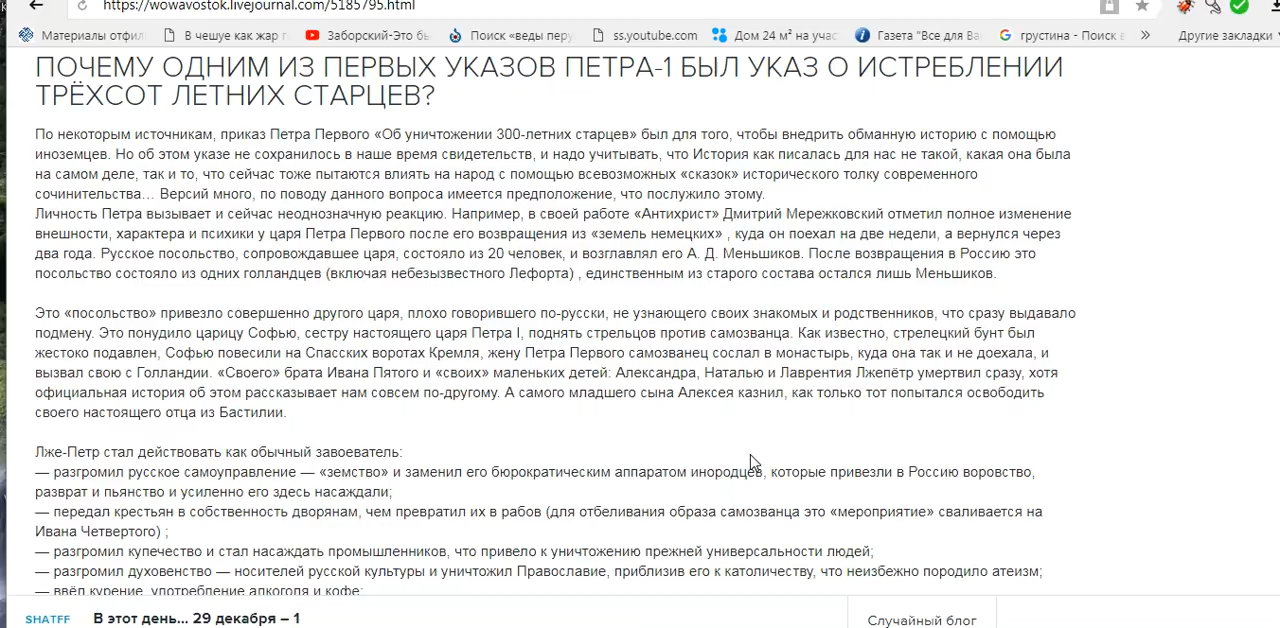 https://wowavostok.livejournal.com/5185795.html
Материалы отфил В чешуе как жар п Заборский-Это бь Поиск «веды перу ss.youtube.com Дом 24 м² на учас Газета "Все для Ва грустина - Поиск в Другие закладки
ПОЧЕМУ ОДНИМ ИЗ ПЕРВЫХ УКАЗОВ ПЕТРА-1 БЫЛ УКАЗ О ИСТРЕБЛЕНИИ
ТРЁХСОТ ЛЕТНИХ СТАРЦЕВ?
По некоторым источникам, приказ Петра Первого «Об уничтожении 300-летних старцев» был для того, чтобы внедрить обманную историю с помощью
иноземцев. Но об этом указе не сохранилось в наше время свидетельств, и надо учитывать, что История как писалась для нас не такой, какая она была
на самом деле, так и то, что сейчас тоже пытаются влиять на народ с помощью всевозможных «сказок» исторического толку современного
сочинительства… Версий много, по поводу данного вопроса имеется предположение, что послужило этому.
Личность Петра вызывает и сейчас неоднозначную реакцию. Например, в своей работе «Антихрист» Дмитрий Мережковский отметил полное изменение
внешности, характера и психики у царя Петра Первого после его возвращения из «земель немецких» , куда он поехал на две недели, а вернулся через
два года. Русское посольство, сопровождавшее царя, состояло из 20 человек, и возглавлял его А. Д. Меньшиков. После возвращения в Россию это
посольство состояло из одних голландцев (включая небезызвестного Лефорта) , единственным из старого состава остался лишь Меньшиков.
Это «посольство» привезло совершенно другого царя, плохо говорившего по-русски, не узнающего своих знакомых и родственников, что сразу выдавало
подмену. Это понудило царицу Софью, сестру настоящего царя Петра I, поднять стрельцов против самозванца. Как известно, стрелецкий бунт был
жестоко подавлен, Софью повесили на Спасских воротах Кремля, жену Петра Первого самозванец сослал в монастырь, куда она так и не доехала, и
вызвал свою с Голландии. «Своего» брата Ивана Пятого и «своих» маленьких детей: Александра, Наталью и Лаврентия Лжепётр умертвил сразу, хотя
официальная история об этом рассказывает нам совсем по-другому. А самого младшего сына Алексея казнил, как только тот попытался освободить
своего настоящего отца из Бастилии.
Лже-Петр стал действовать как обычный завоеватель:
— разгромил русское самоуправление — «земство» и заменил его бюрократическим аппаратом инородцев, которые привезли в Россию воровство,
разврат и пьянство и усиленно его здесь насаждали;
— передал крестьян в собственность дворянам, чем превратил их в рабов (для отбеливания образа самозванца это «мероприятие» сваливается на
Ивана Четвертого) ;
— разгромил купечество и стал насаждать промышленников, что привело к уничтожению прежней универсальности людей;
— разгромил духовенство — носителей русской культуры и уничтожил Православие, приблизив его к католичеству, что неизбежно породило атеизм;
— ввёл курение, употребление алкоголя и кофе;
SHATFF В этот день… 29 декабря – 1 Случайный блог